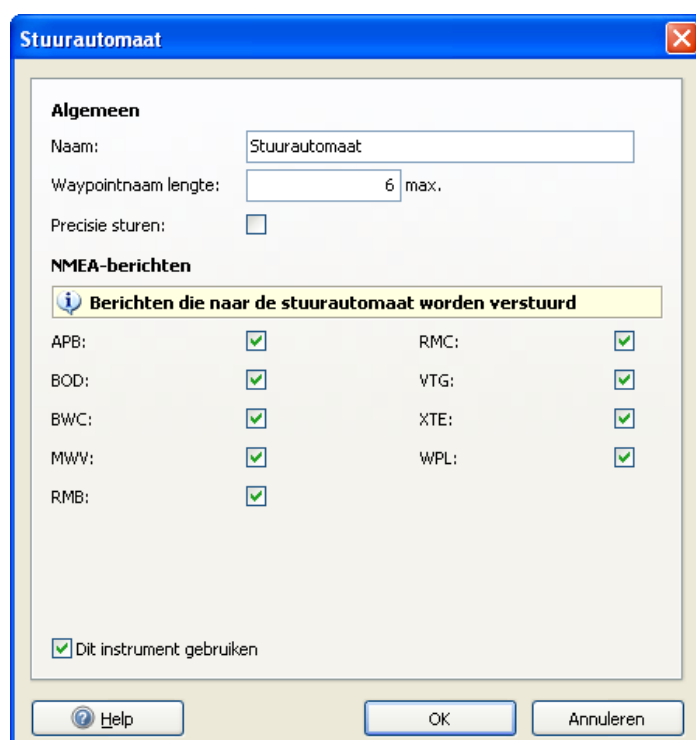 Stuurautomaat
Algemeen
Naam: Stuurautomaat
Waypointnaam lengte: 6 max.
Precisie sturen:
NMEA-berichten
Berichten die naar de stuurautomaat worden verstuurd
APB: RMC:
BOD: VTG:
BWC: XTE:
MWV: WPL:
RMB:
Dit instrument gebruiken
Help OK Annuleren